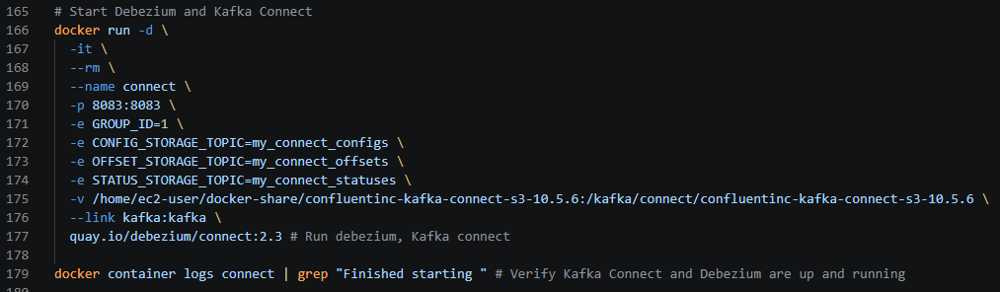 165 # Start Debezium and Kafka Connect
166 docker run -d \
167 -it \
168 --rm \
169 --name connect \
170 -p 8083:8083 \
171 -e GROUP_ID=1 \
172 -e CONFIG_STORAGE_TOPIC=my_connect_configs \
173 -e OFFSET_STORAGE_TOPIC=my_connect_offsets \
174 -e STATUS_STORAGE_TOPIC=my_connect_statuses \
175 -v /home/ec2-user/docker-share/confluentinc-kafka-connect-s3-10.5.6:/kafka/connect/confluentinc-kafka-connect-s3-10.5.6 \
176 --link kafka:kafka \
177 quay.io/debezium/connect:2.3 # Run debezium, Kafka connect
178
179 docker container logs connect | grep "Finished starting " # Verify Kafka Connect and Debezium are up and running
180